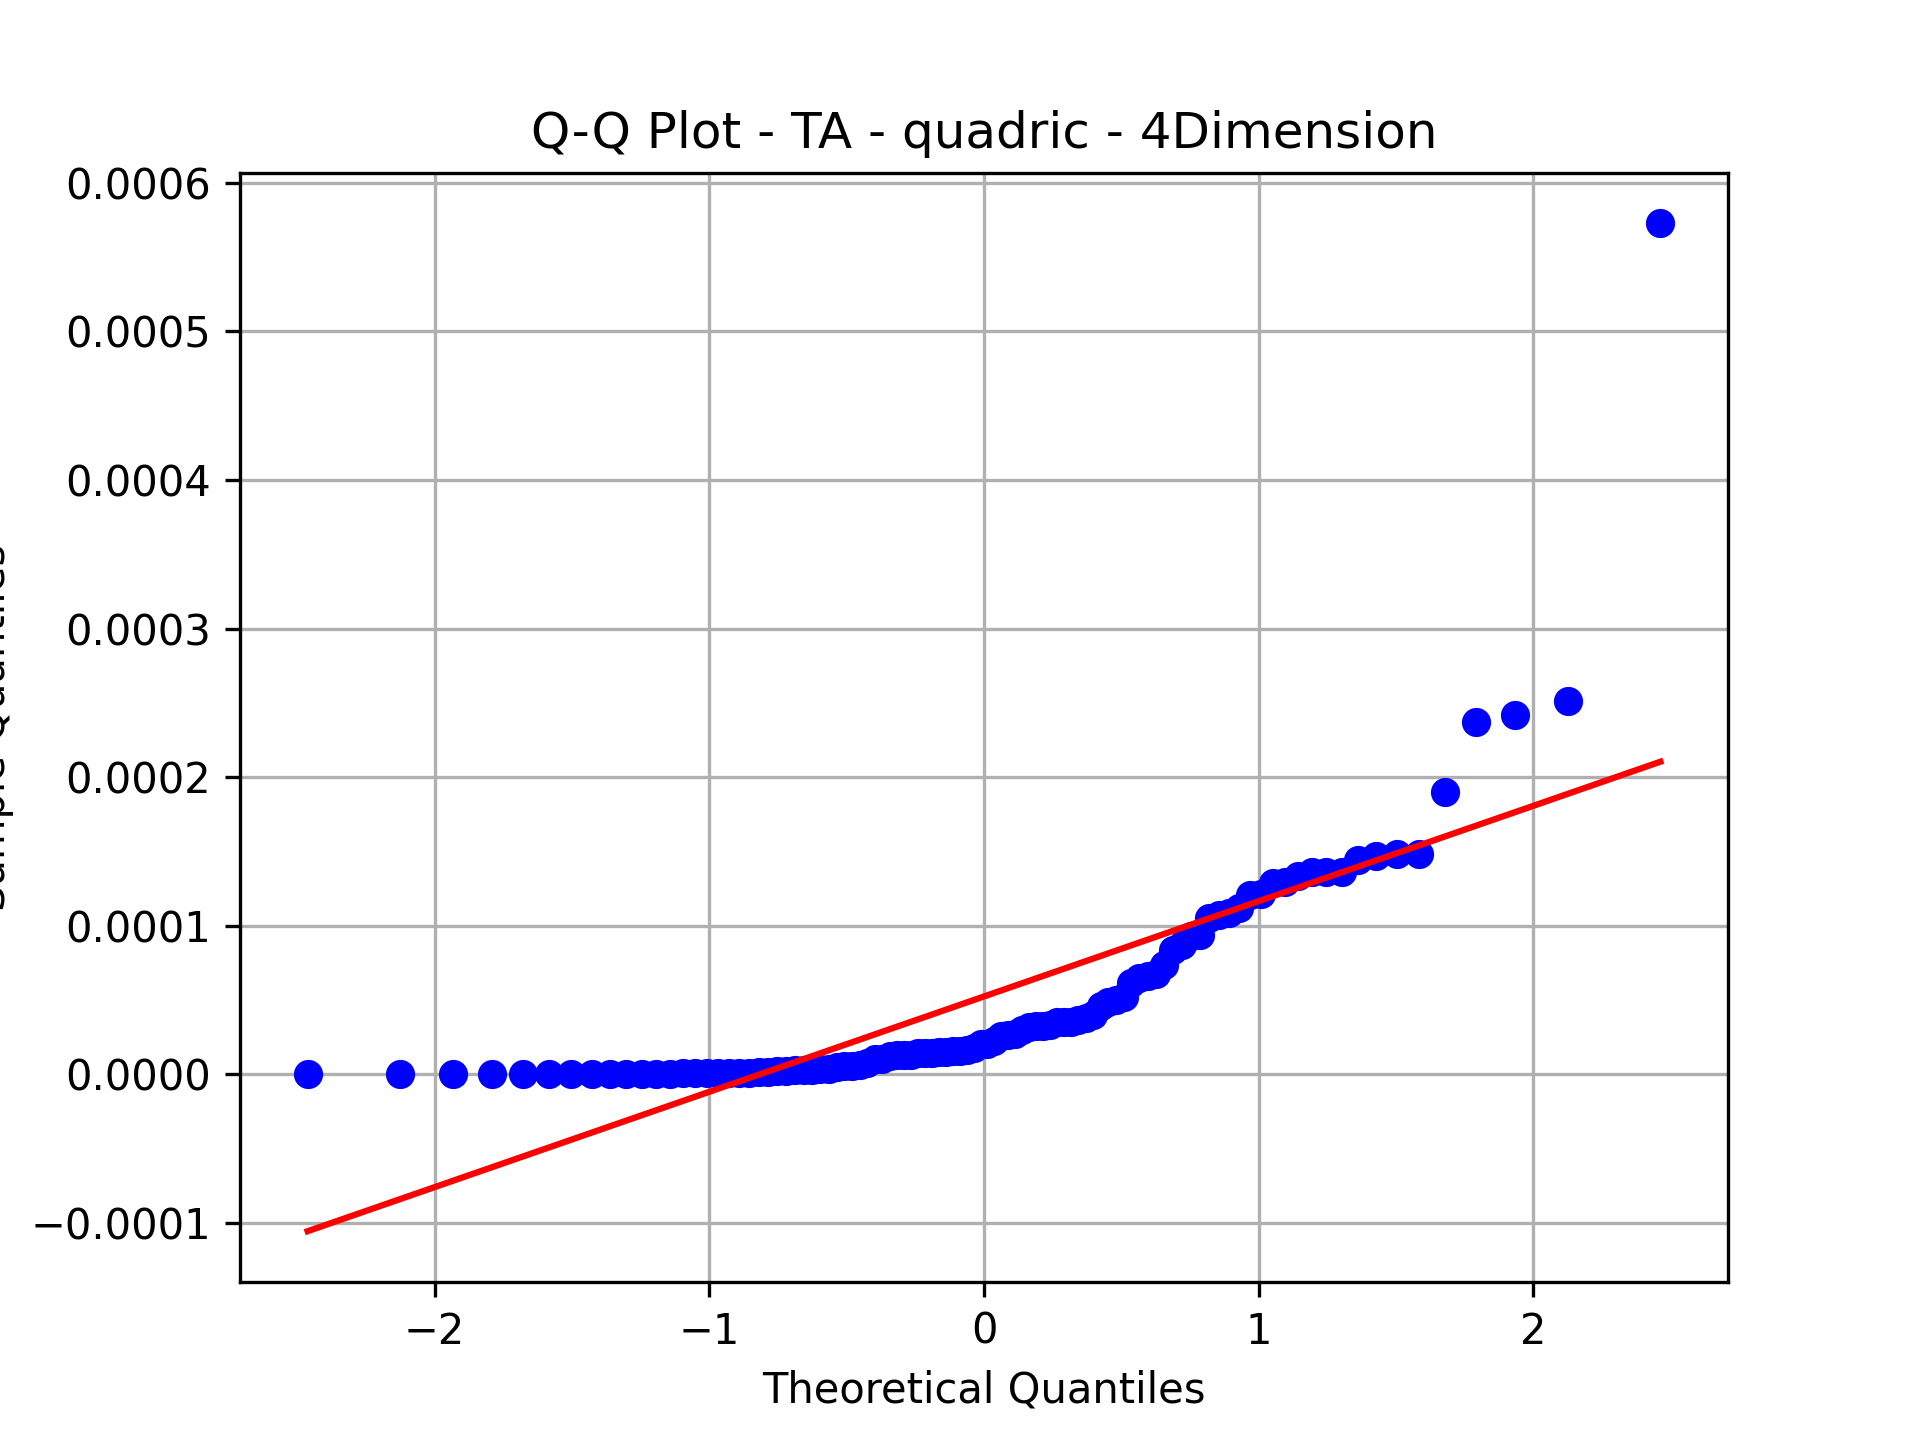 Q-Q Plot - TA - quadric - 4Dimension
0.0006
0.0005
0.0004
0.0003
0.0002
0.0001
0.0000
−0.0001
−2 −1 0 1 2
Theoretical Quantiles